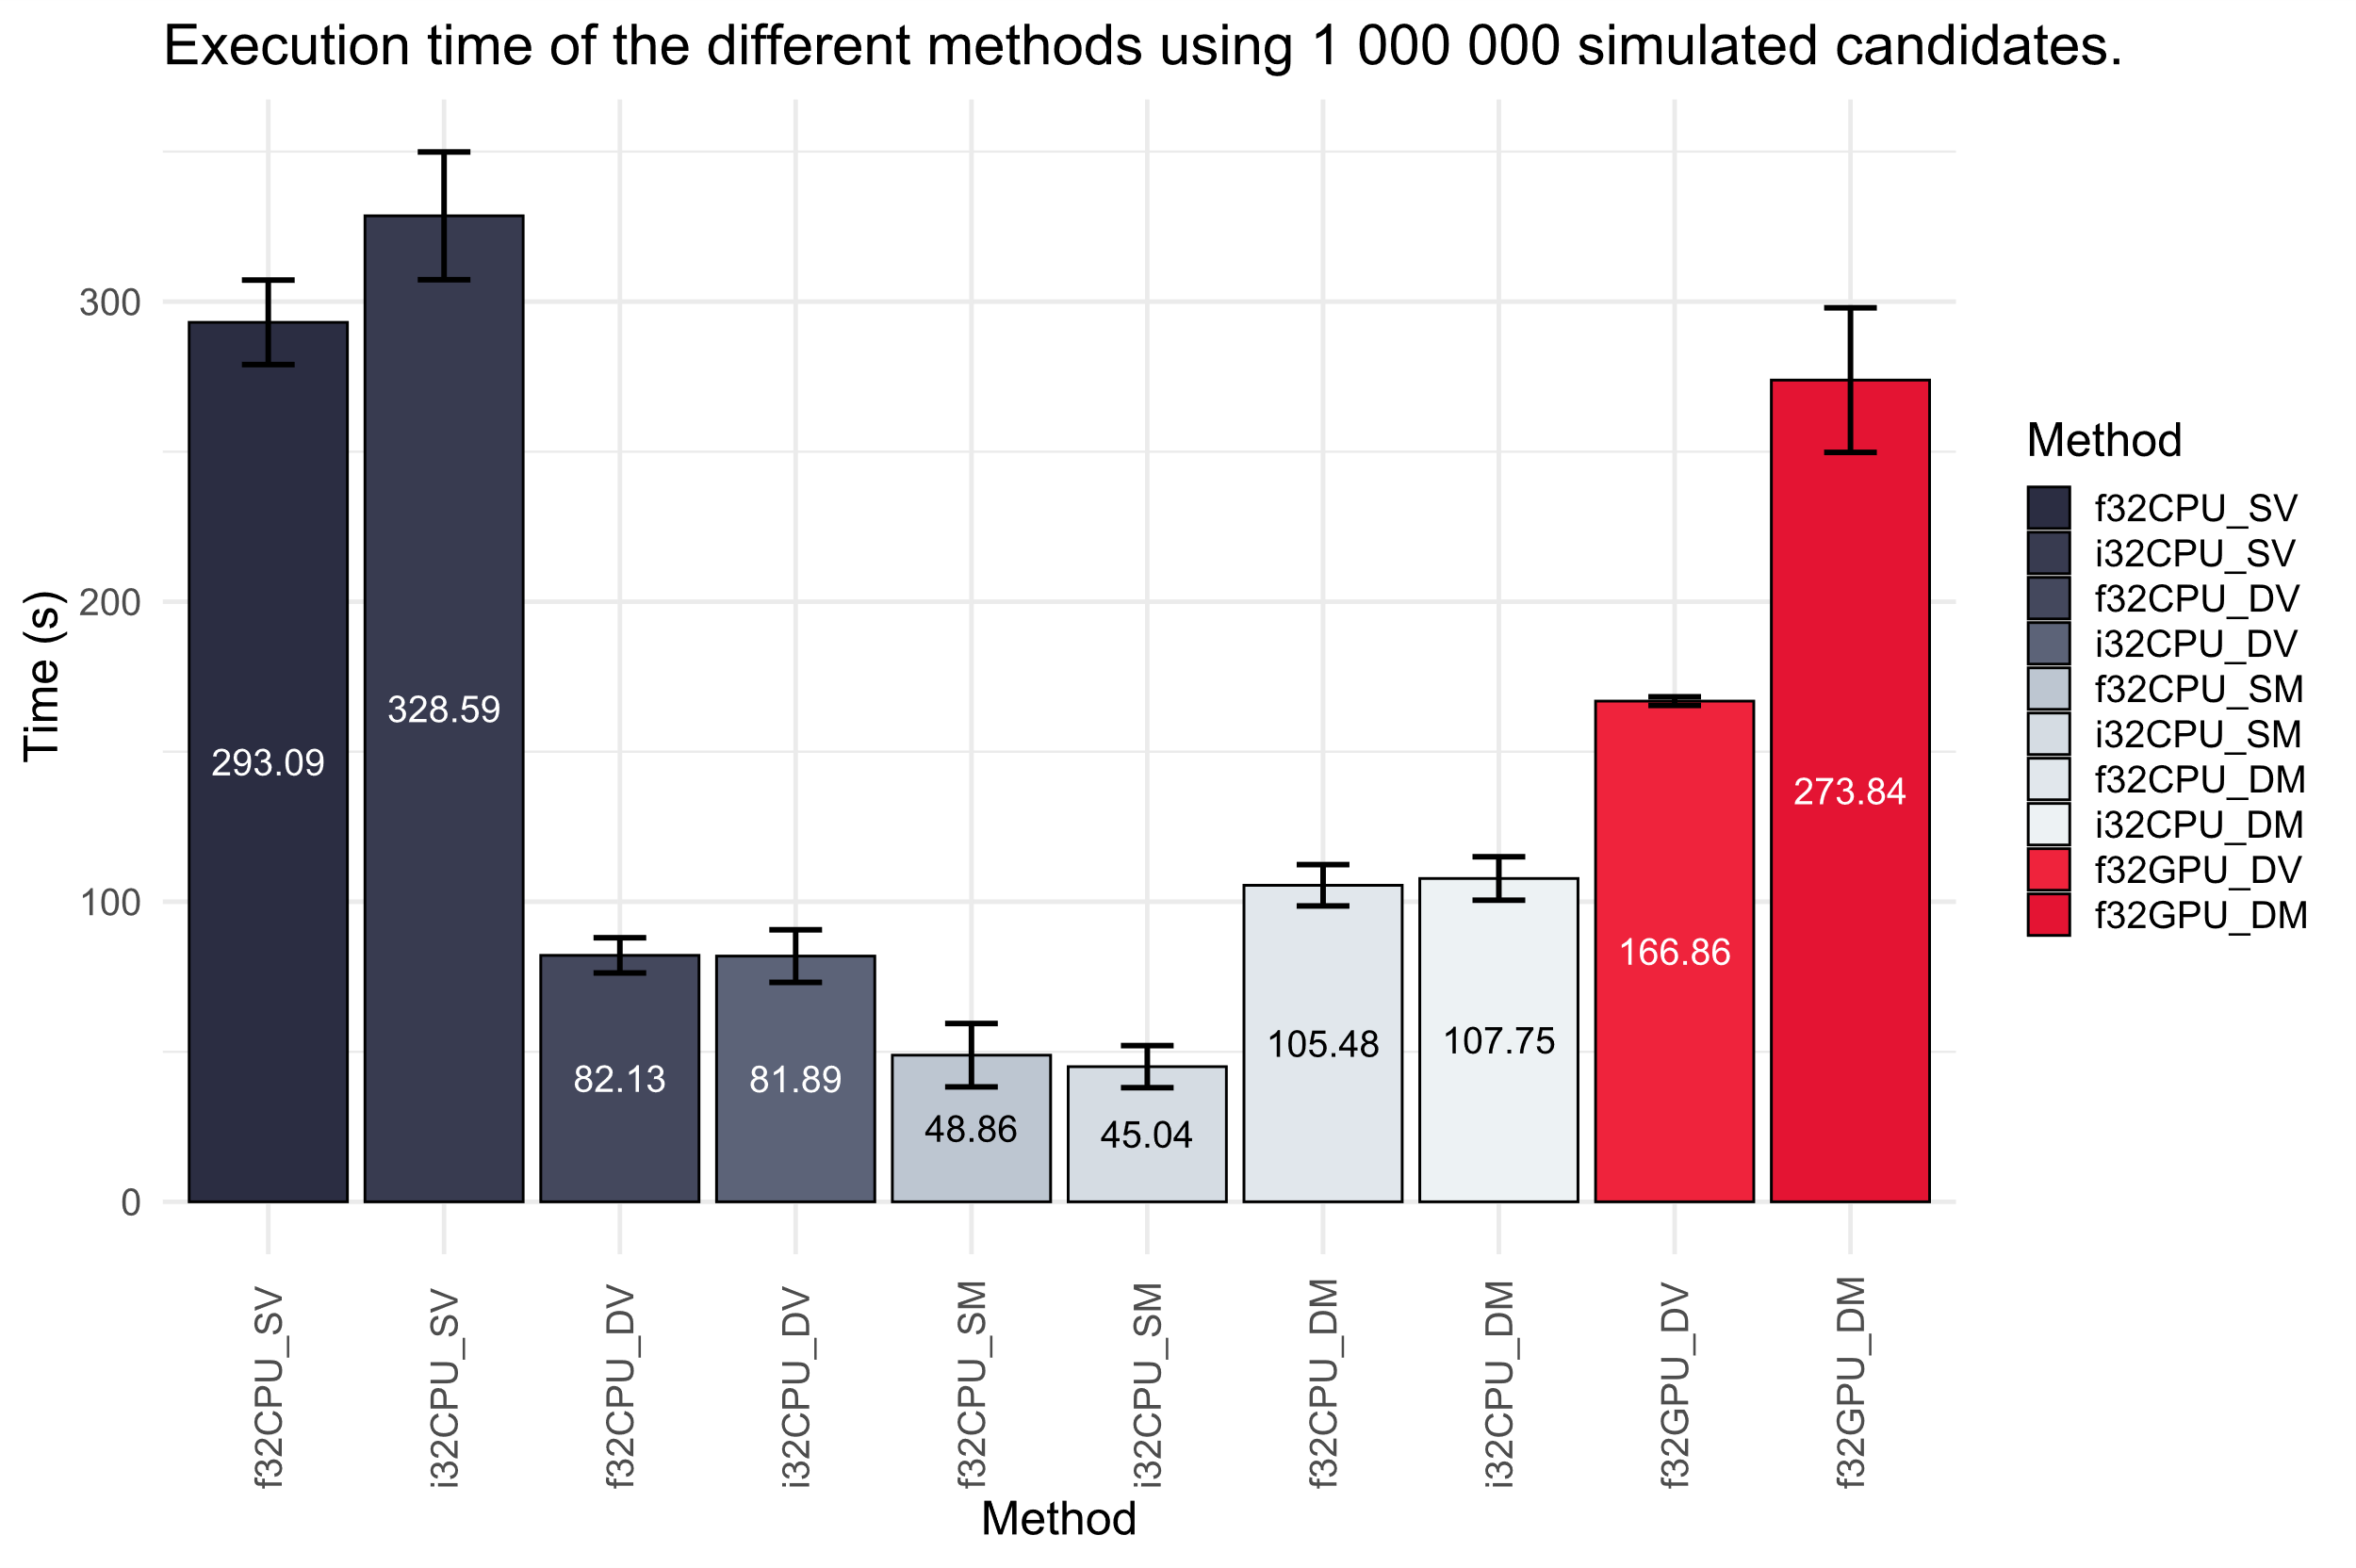 Execution time of the different methods using 1 000 000 simulated candidates.
Time (s)
300
200
100
0
293.09
328.59
82.13
81.89
48.86
45.04
105.48
107.75
166.86
273.84
f32CPU_SV
i32CPU_SV
f32CPU_DV
i32CPU_DV
f32CPU_SM
i32CPU_SM
f32CPU_DM
i32CPU_DM
f32GPU_DV
f32GPU_DM
Method
Method
f32CPU_SV
i32CPU_SV
f32CPU_DV
i32CPU_DV
f32CPU_SM
i32CPU_SM
f32CPU_DM
i32CPU_DM
f32GPU_DV
f32GPU_DM